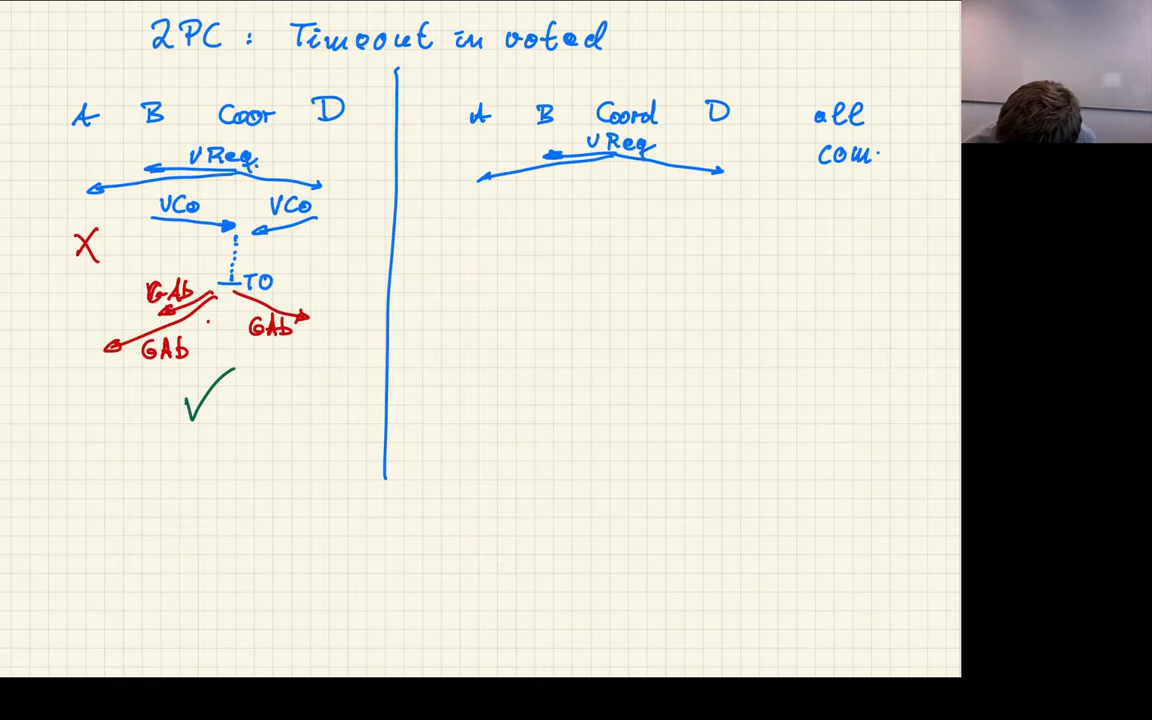 2PC : Timeout in voted
A B Coor D
VReq.
VCo VCo
X
TO
GAb
GAb
GAb
A B Coord D all
VReq com.